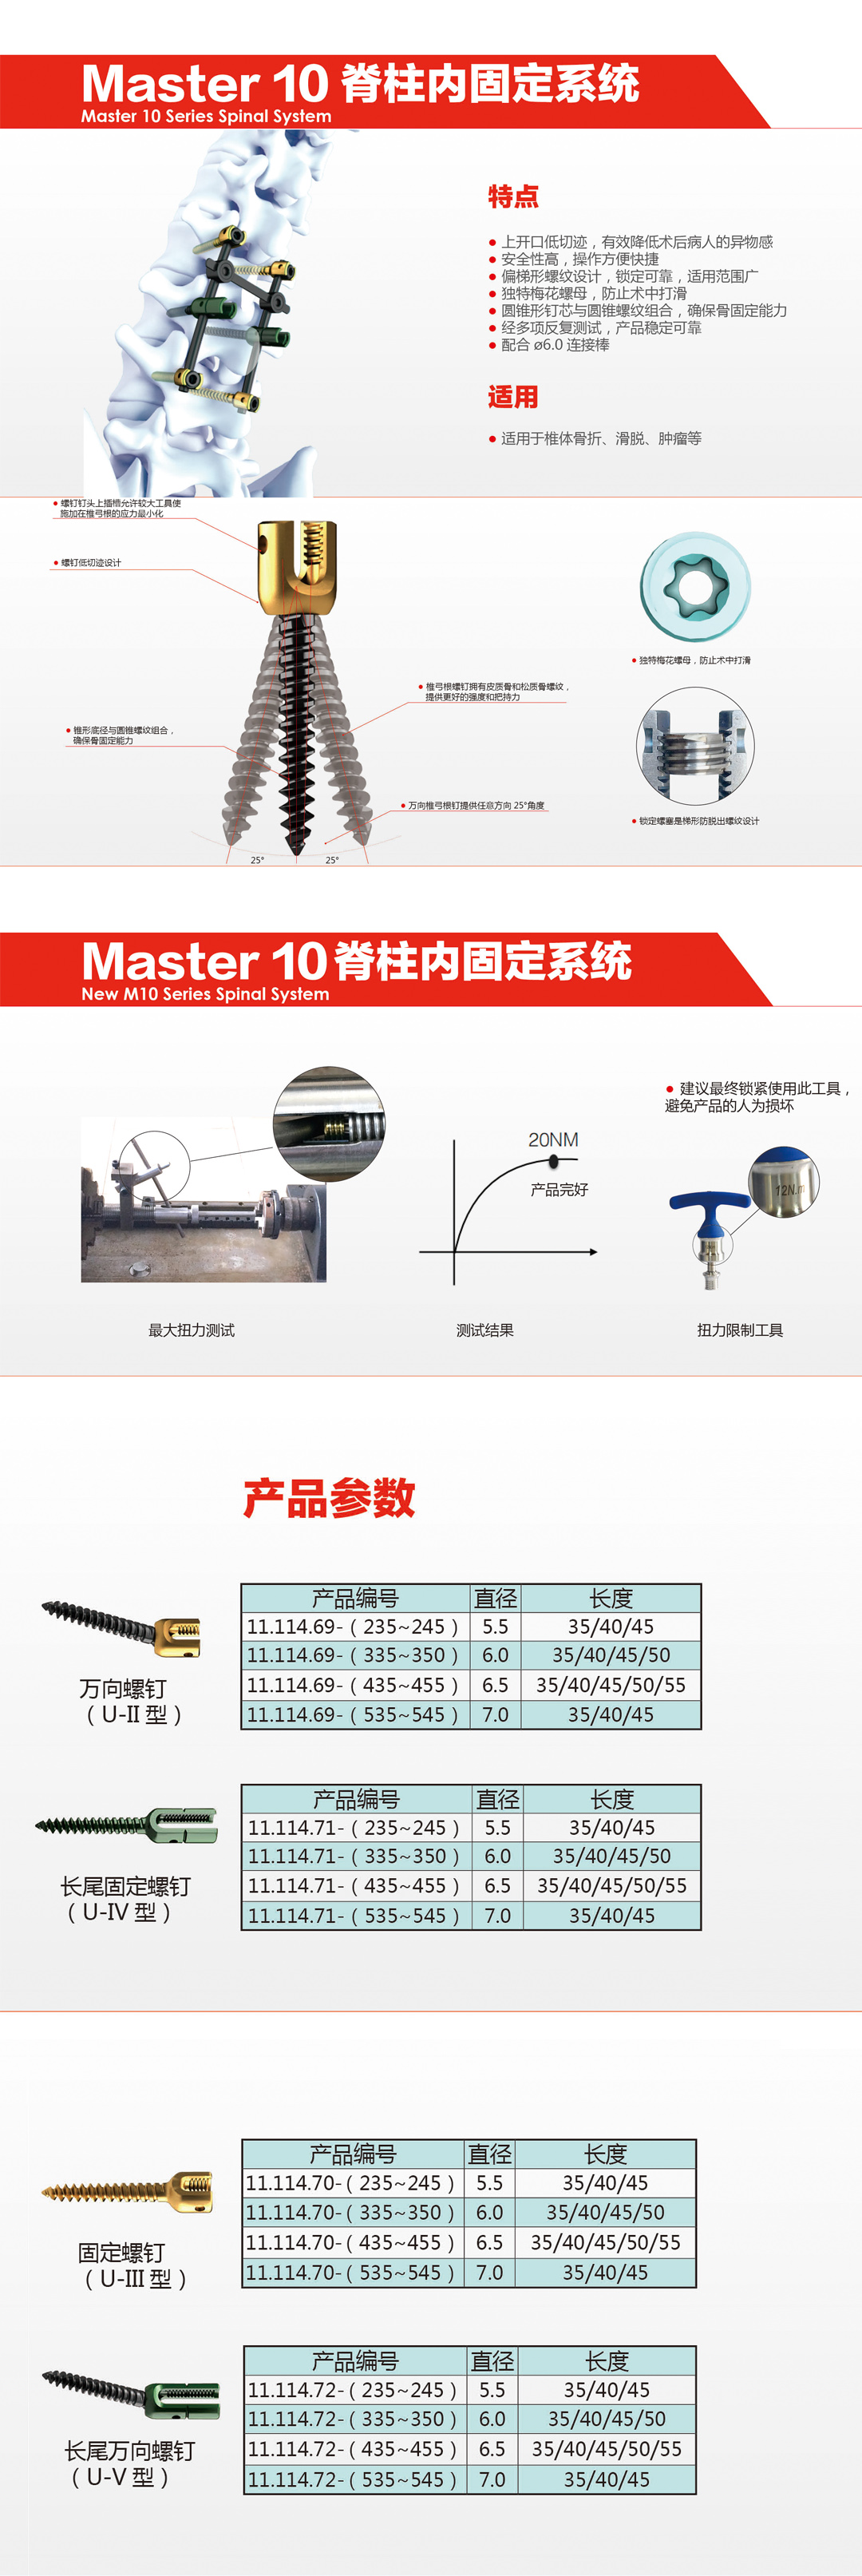 Master 10 脊柱内固定系统
Master 10 Series Spinal System
特点
● 上开口低切迹，有效降低术后病人的异物感
● 安全性高，操作方便快捷
● 偏梯形螺纹设计，锁定可靠，适用范围广
● 独特梅花螺母，防止术中打滑
● 圆锥形钉芯与圆锥螺纹组合，确保骨固定能力
● 经多项反复测试，产品稳定可靠
● 配合 ø6.0 连接棒
适用
● 适用于椎体骨折、滑脱、肿瘤等
● 螺钉钉头上插槽允许较大工具使
施加在椎弓根的应力最小化
● 螺钉低切迹设计
● 独特梅花螺母，防止术中打滑
● 椎弓根螺钉拥有皮质骨和松质骨螺纹，
提供更好的强度和把持力
● 锥形底径与圆锥螺纹组合，
确保骨固定能力
● 万向椎弓根钉提供任意方向 25°角度
● 锁定螺塞是梯形防脱出螺纹设计
25°
25°
Master 10 脊柱内固定系统
New M10 Series Spinal System
● 建议最终锁紧使用此工具，
避免产品的人为损坏
20NM
产品完好
12N.m
最大扭力测试
测试结果
扭力限制工具
产品参数
产品编号 直径 长度
11.114.69-（235~245） 5.5 35/40/45
11.114.69-（335~350） 6.0 35/40/45/50
11.114.69-（435~455） 6.5 35/40/45/50/55
11.114.69-（535~545） 7.0 35/40/45
万向螺钉
（U-II 型）
产品编号 直径 长度
11.114.71-（235~245） 5.5 35/40/45
11.114.71-（335~350） 6.0 35/40/45/50
11.114.71-（435~455） 6.5 35/40/45/50/55
11.114.71-（535~545） 7.0 35/40/45
长尾固定螺钉
（U-IV 型）
产品编号 直径 长度
11.114.70-（235~245） 5.5 35/40/45
11.114.70-（335~350） 6.0 35/40/45/50
11.114.70-（435~455） 6.5 35/40/45/50/55
11.114.70-（535~545） 7.0 35/40/45
固定螺钉
（U-III 型）
产品编号 直径 长度
11.114.72-（235~245） 5.5 35/40/45
11.114.72-（335~350） 6.0 35/40/45/50
11.114.72-（435~455） 6.5 35/40/45/50/55
11.114.72-（535~545） 7.0 35/40/45
长尾万向螺钉
（U-V 型）